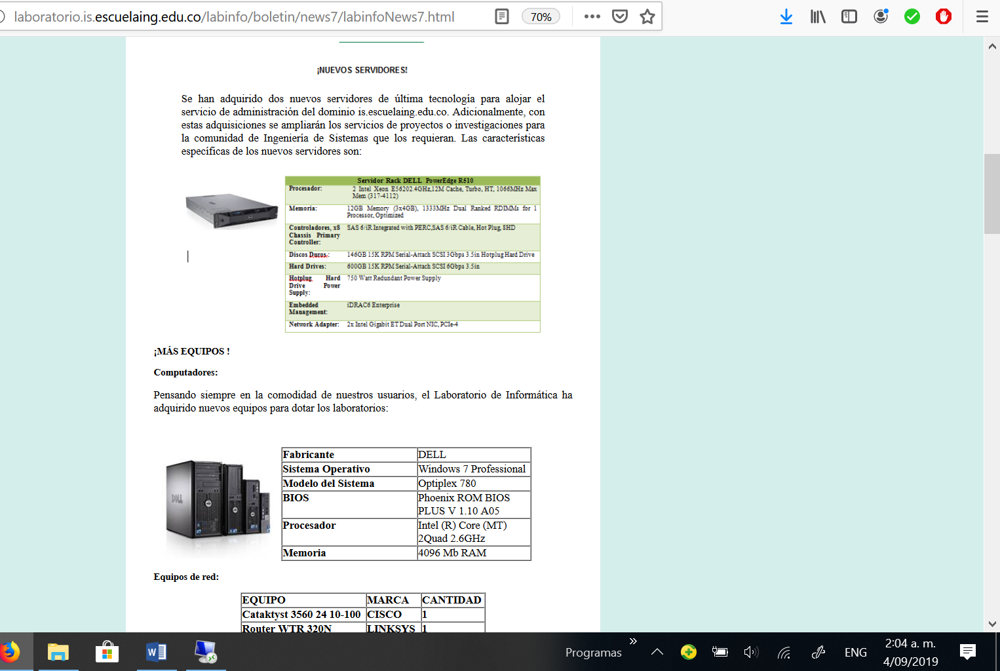 laboratorio.is.escuelaing.edu.co/labinfo/boletin/news7/labinfoNews7.html
70%
¡NUEVOS SERVIDORES!
Se han adquirido dos nuevos servidores de última tecnología para alojar el
servicio de administración del dominio is.escuelaing.edu.co. Adicionalmente, con
estas adquisiciones se ampliarán los servicios de proyectos o investigaciones para
la comunidad de Ingeniería de Sistemas que los requieran. Las características
específicas de los nuevos servidores son:
Servidor Rack DELL PowerEdge R510
Procesador: 2 Intel Xeon E56202.4GHz,12M Cache, Turbo, HT, 1066MHz Max
Mem (317-4112)
Memoria: 12GB Memory (3x4GB), 1333MHz Dual Ranked RDIMMs for 1
Processor, Optimized
Controladores, x8 SAS 6/iR Integrated with PERC,SAS 6/iR Cable, Hot Plug, 8HD
Chassis Primary
Controller:
Discos Duros.: 146GB 15K RPM Serial-Attach SCSI 3Gbps 3.5in Hotplug Hard Drive
Hard Drives: 600GB 15K RPM Serial-Attach SCSI 6Gbps 3.5in
Hotplug Hard 750 Watt Redundant Power Supply
Drive Power
Supply:
Embedded iDRAC6 Enterprise
Management:
Network Adapter: 2x Intel Gigabit ET Dual Port NIC, PCIe-4
¡MÁS EQUIPOS !
Computadores:
Pensando siempre en la comodidad de nuestros usuarios, el Laboratorio de Informática ha
adquirido nuevos equipos para dotar los laboratorios:
DELL
Fabricante DELL
Sistema Operativo Windows 7 Professional
Modelo del Sistema Optiplex 780
BIOS Phoenix ROM BIOS
PLUS V 1.10 A05
Procesador Intel (R) Core (MT)
2Quad 2.6GHz
Memoria 4096 Mb RAM
Equipos de red:
EQUIPO MARCA CANTIDAD
Cataktyst 3560 24 10-100 CISCO 1
Router WTR 320N LINKSYS 1
Programas
ENG
2:04 a. m.
4/09/2019